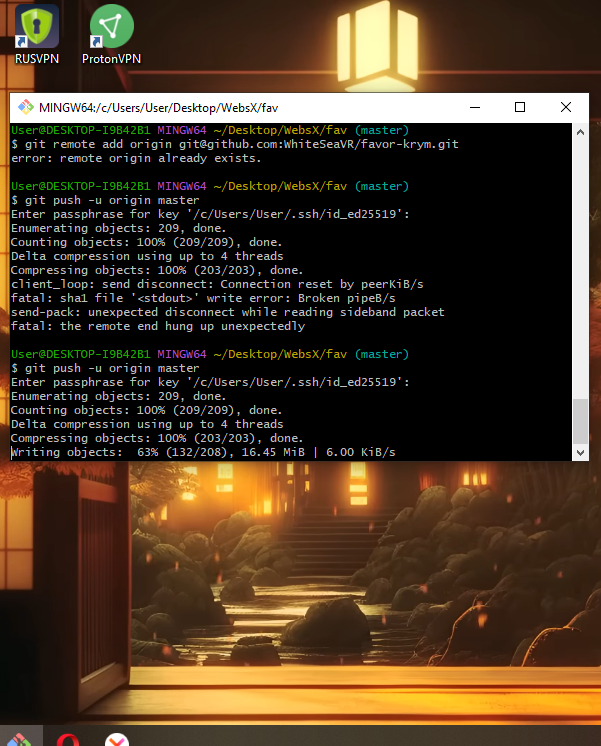 RUSVPN
ProtonVPN
MINGW64:/c/Users/User/Desktop/WebsX/fav
User@DESKTOP-I9B42B1 MINGW64 ~/Desktop/WebsX/fav (master)
$ git remote add origin git@github.com:WhiteSeaVR/favor-krym.git
error: remote origin already exists.
User@DESKTOP-I9B42B1 MINGW64 ~/Desktop/WebsX/fav (master)
$ git push -u origin master
Enter passphrase for key '/c/Users/User/.ssh/id_ed25519':
Enumerating objects: 209, done.
Counting objects: 100% (209/209), done.
Delta compression using up to 4 threads
Compressing objects: 100% (203/203), done.
client_loop: send disconnect: Connection reset by peerKiB/s
fatal: sha1 file '<stdout>' write error: Broken pipeB/s
send-pack: unexpected disconnect while reading sideband packet
fatal: the remote end hung up unexpectedly
User@DESKTOP-I9B42B1 MINGW64 ~/Desktop/WebsX/fav (master)
$ git push -u origin master
Enter passphrase for key '/c/Users/User/.ssh/id_ed25519':
Enumerating objects: 209, done.
Counting objects: 100% (209/209), done.
Delta compression using up to 4 threads
Compressing objects: 100% (203/203), done.
Writing objects:  63% (132/208), 16.45 MiB | 6.00 KiB/s